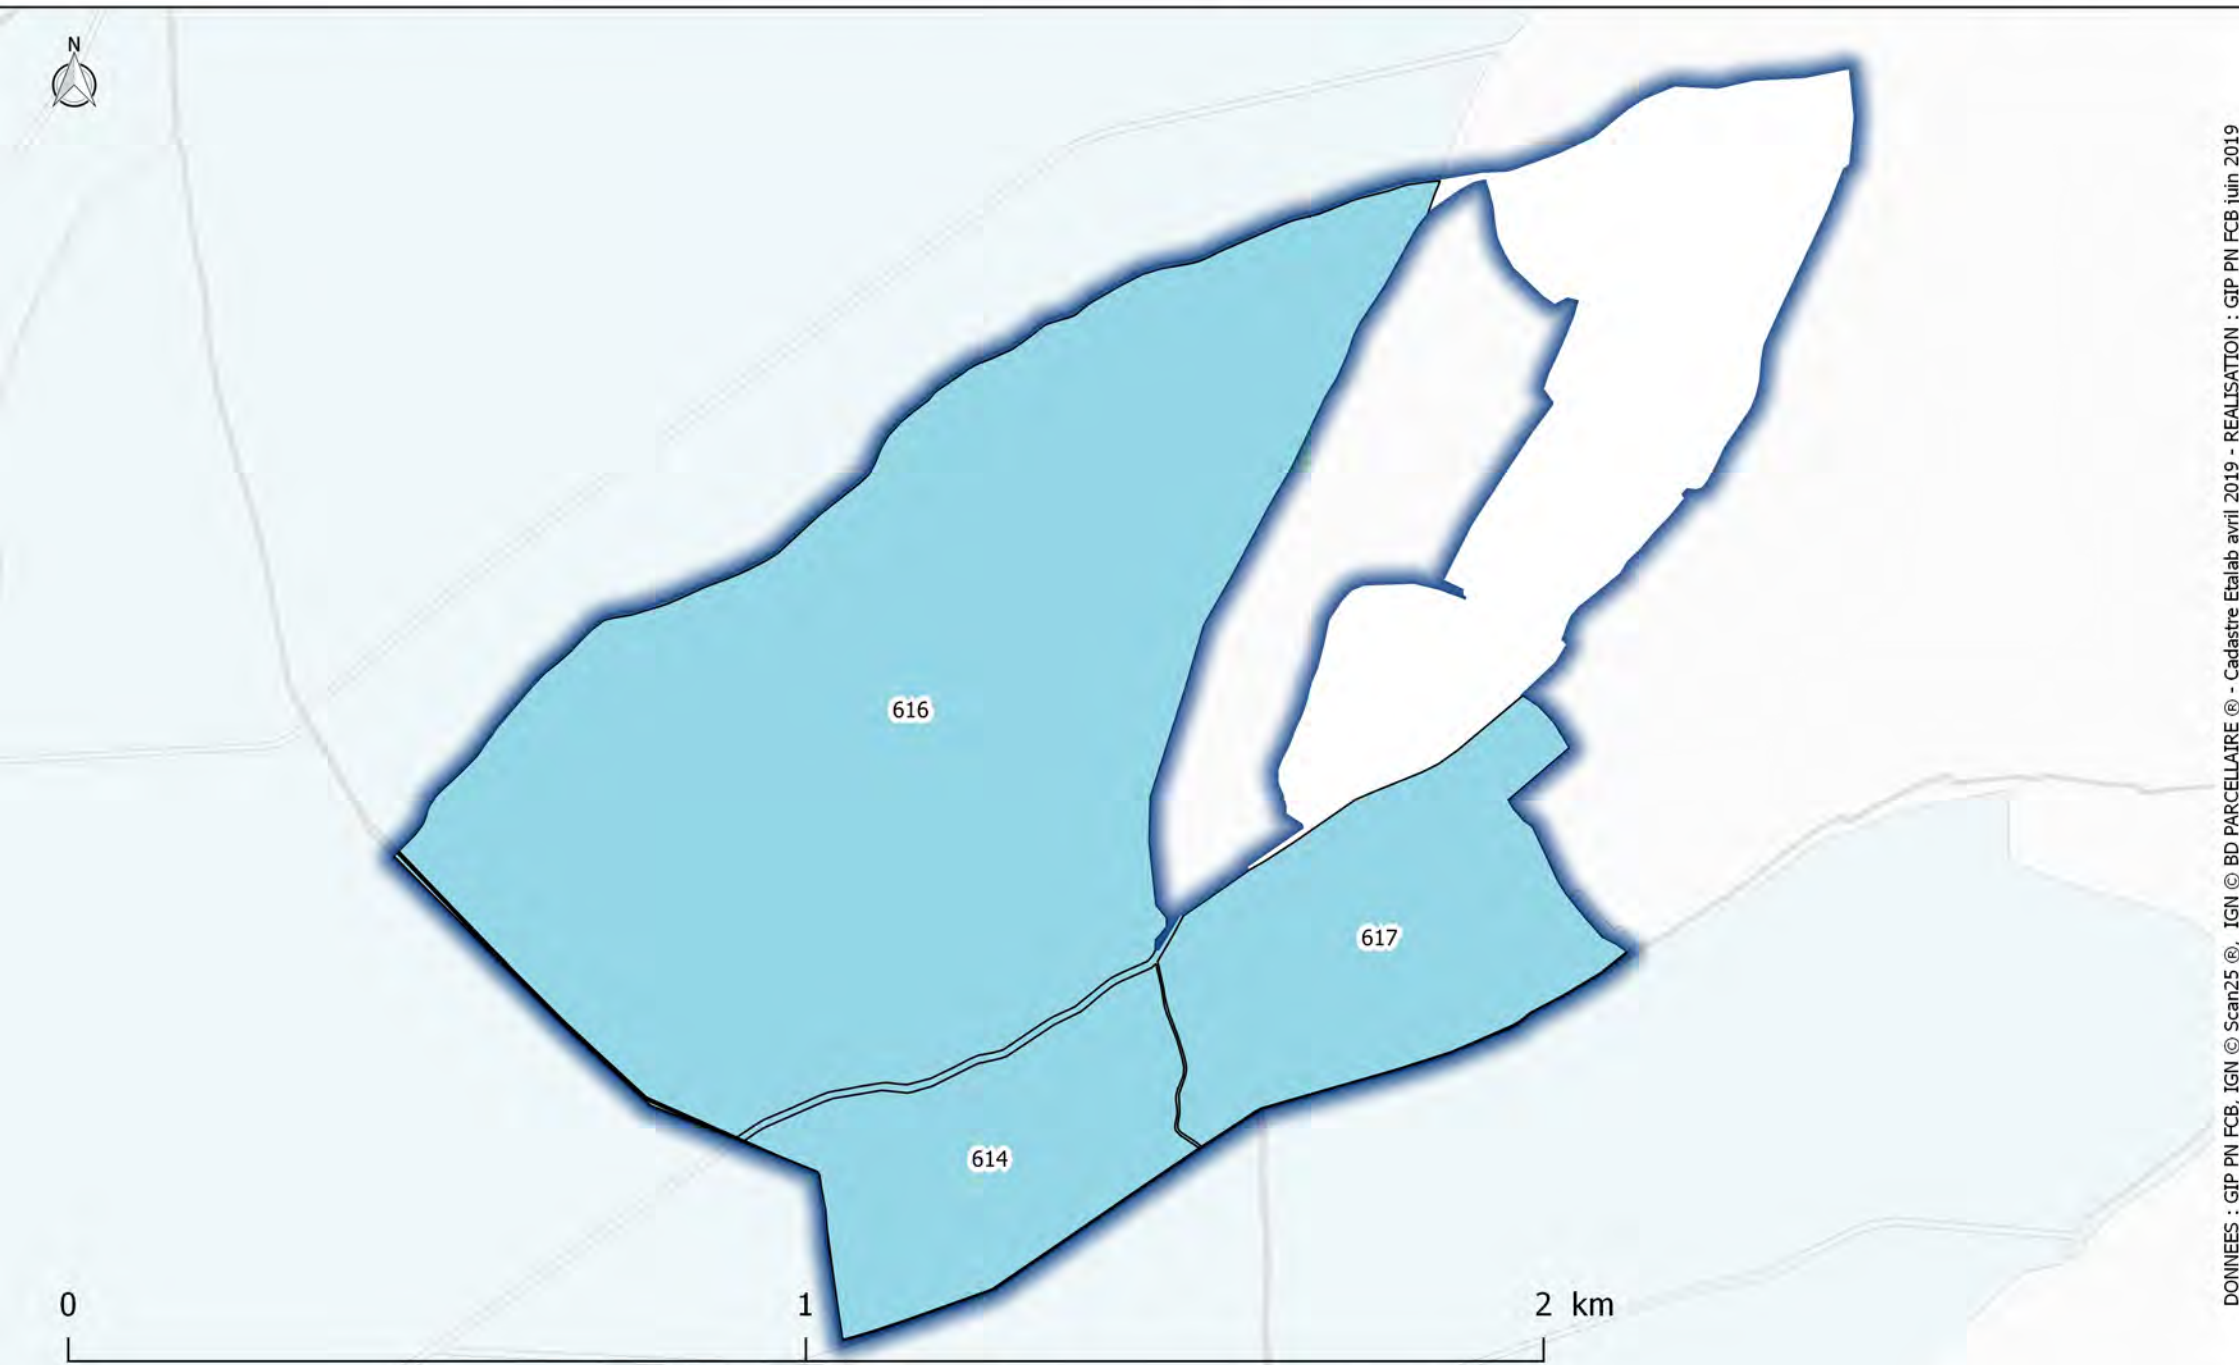 N
616
617
614
0 1 2 km
DONNEES : GIP PN FCB, IGN © Scan25 ®, IGN © BD PARCELLAIRE ® - Cadastre Etalab avril 2019 - REALISATION : GIP PN FCB juin 2019